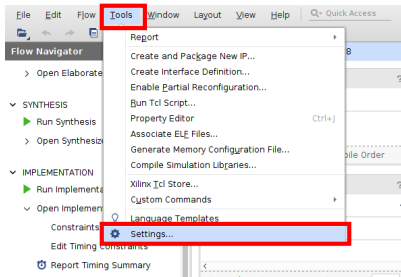 File Edit Flow Tools Window Layout View Help Quick Access
Flow Navigator
Open Elaborate
SYNTHESIS
Run Synthesis
Open Synthesiz
IMPLEMENTATION
Run Implementa
Open Implemen
Constraints
Edit Timing Constraints
Report Timing Summary
Report
Create and Package New IP...
Create Interface Definition...
Enable Partial Reconfiguration...
Run Tcl Script...
Property Editor Ctrl+J
Associate ELF Files...
Generate Memory Configuration File...
Compile Simulation Libraries...
Xilinx Tcl Store...
Custom Commands
Language Templates
Settings...
8
?
pile Order
?